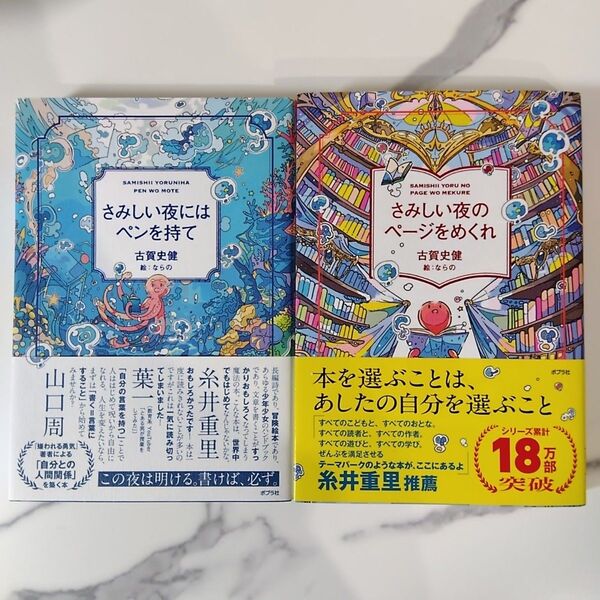 SAMISHII YORUNIHA
PEN WO MOTE
さみしい夜には
ペンを持て
古賀史健
絵:ならの
糸井重里
葉一
山口周
「嫌われる勇気」
著者による
「自分との
人間関係」
を築く本
この夜は明ける。書けば、必ず。
ポプラ社
SAMISHII YORU NO
PAGE WO MEKURE
さみしい夜の
ページをめくれ
古賀史健
絵:ならの
ポプラ社
本を選ぶことは、
あしたの自分を選ぶこと
「すべてのこどもと、すべてのおとな、
すべての読者と、すべての作者。
すべての遊びと、すべての学び。
ぜんぶを満足させる
テーマパークのような本が、ここにあるよ」
糸井重里推薦
シリーズ累計
18万部
突破